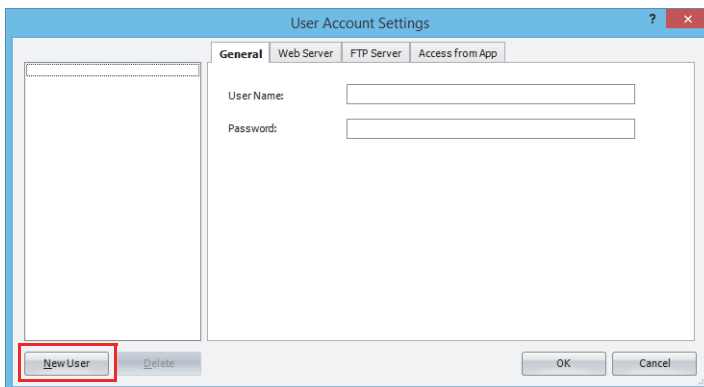 User Account Settings
? ×
General Web Server FTP Server Access from App
User Name:
Password:
New User Delete OK Cancel